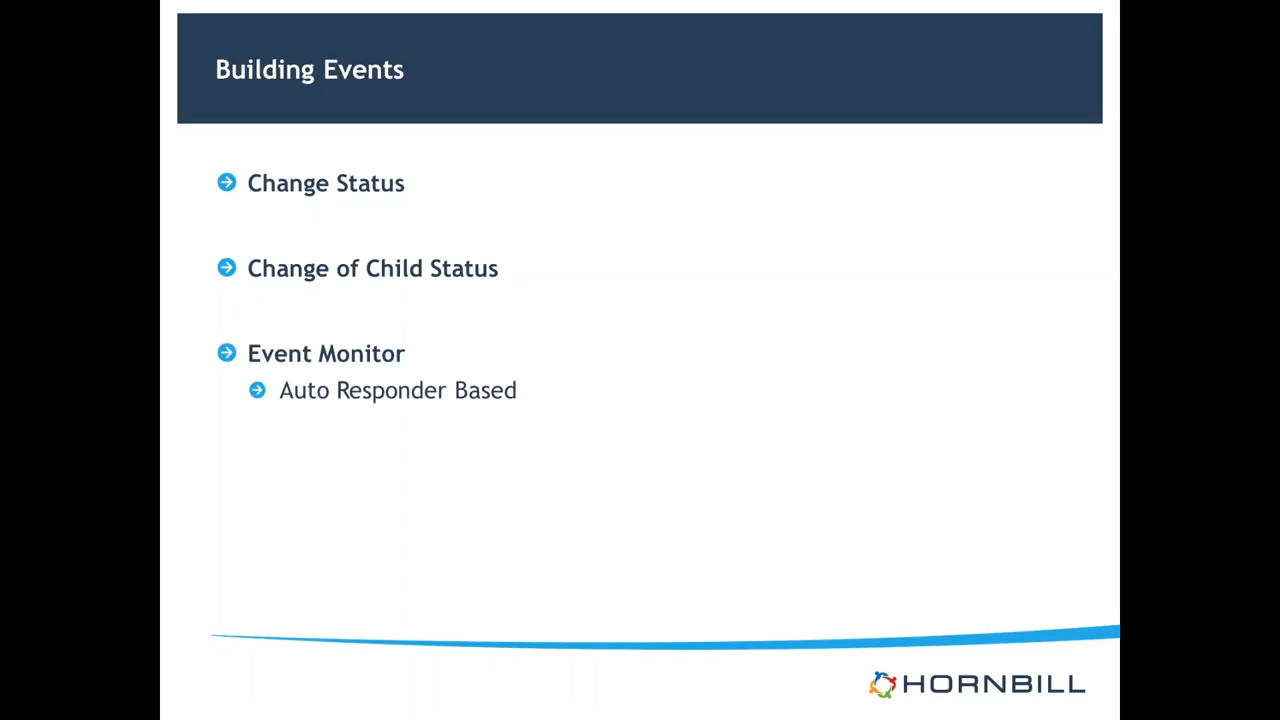 Building Events
Change Status
Change of Child Status
Event Monitor
Auto Responder Based
HORNBILL